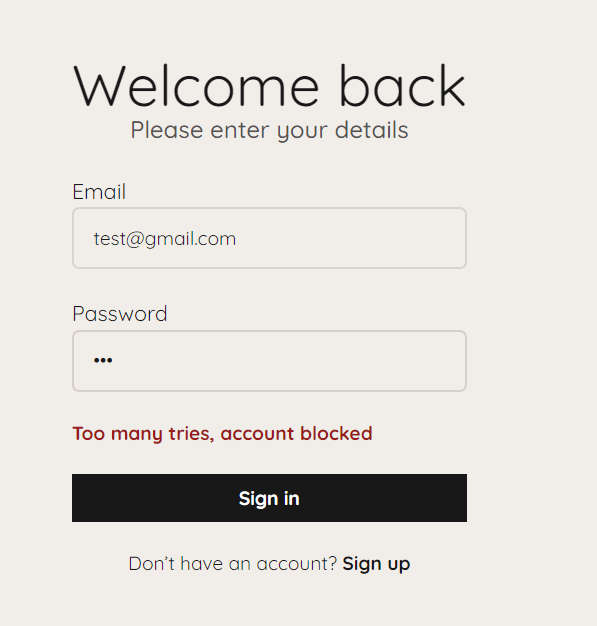 Welcome back
Please enter your details
Email
test@gmail.com
Password
•••
Too many tries, account blocked
Sign in
Don’t have an account? Sign up